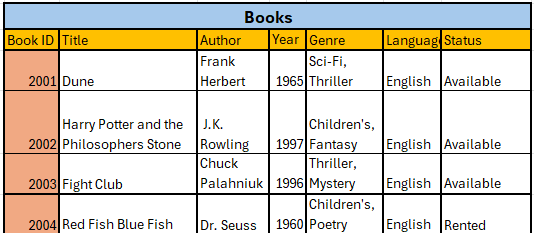 Books
Book ID Title Author Year Genre Language Status
Frank Sci-Fi,
2001 Dune Herbert 1965 Thriller English Available
Harry Potter and the J.K. Children's,
2002 Philosophers Stone Rowling 1997 Fantasy English Available
Chuck Thriller,
2003 Fight Club Palahniuk 1996 Mystery English Available
Children's,
2004 Red Fish Blue Fish Dr. Seuss 1960 Poetry English Rented